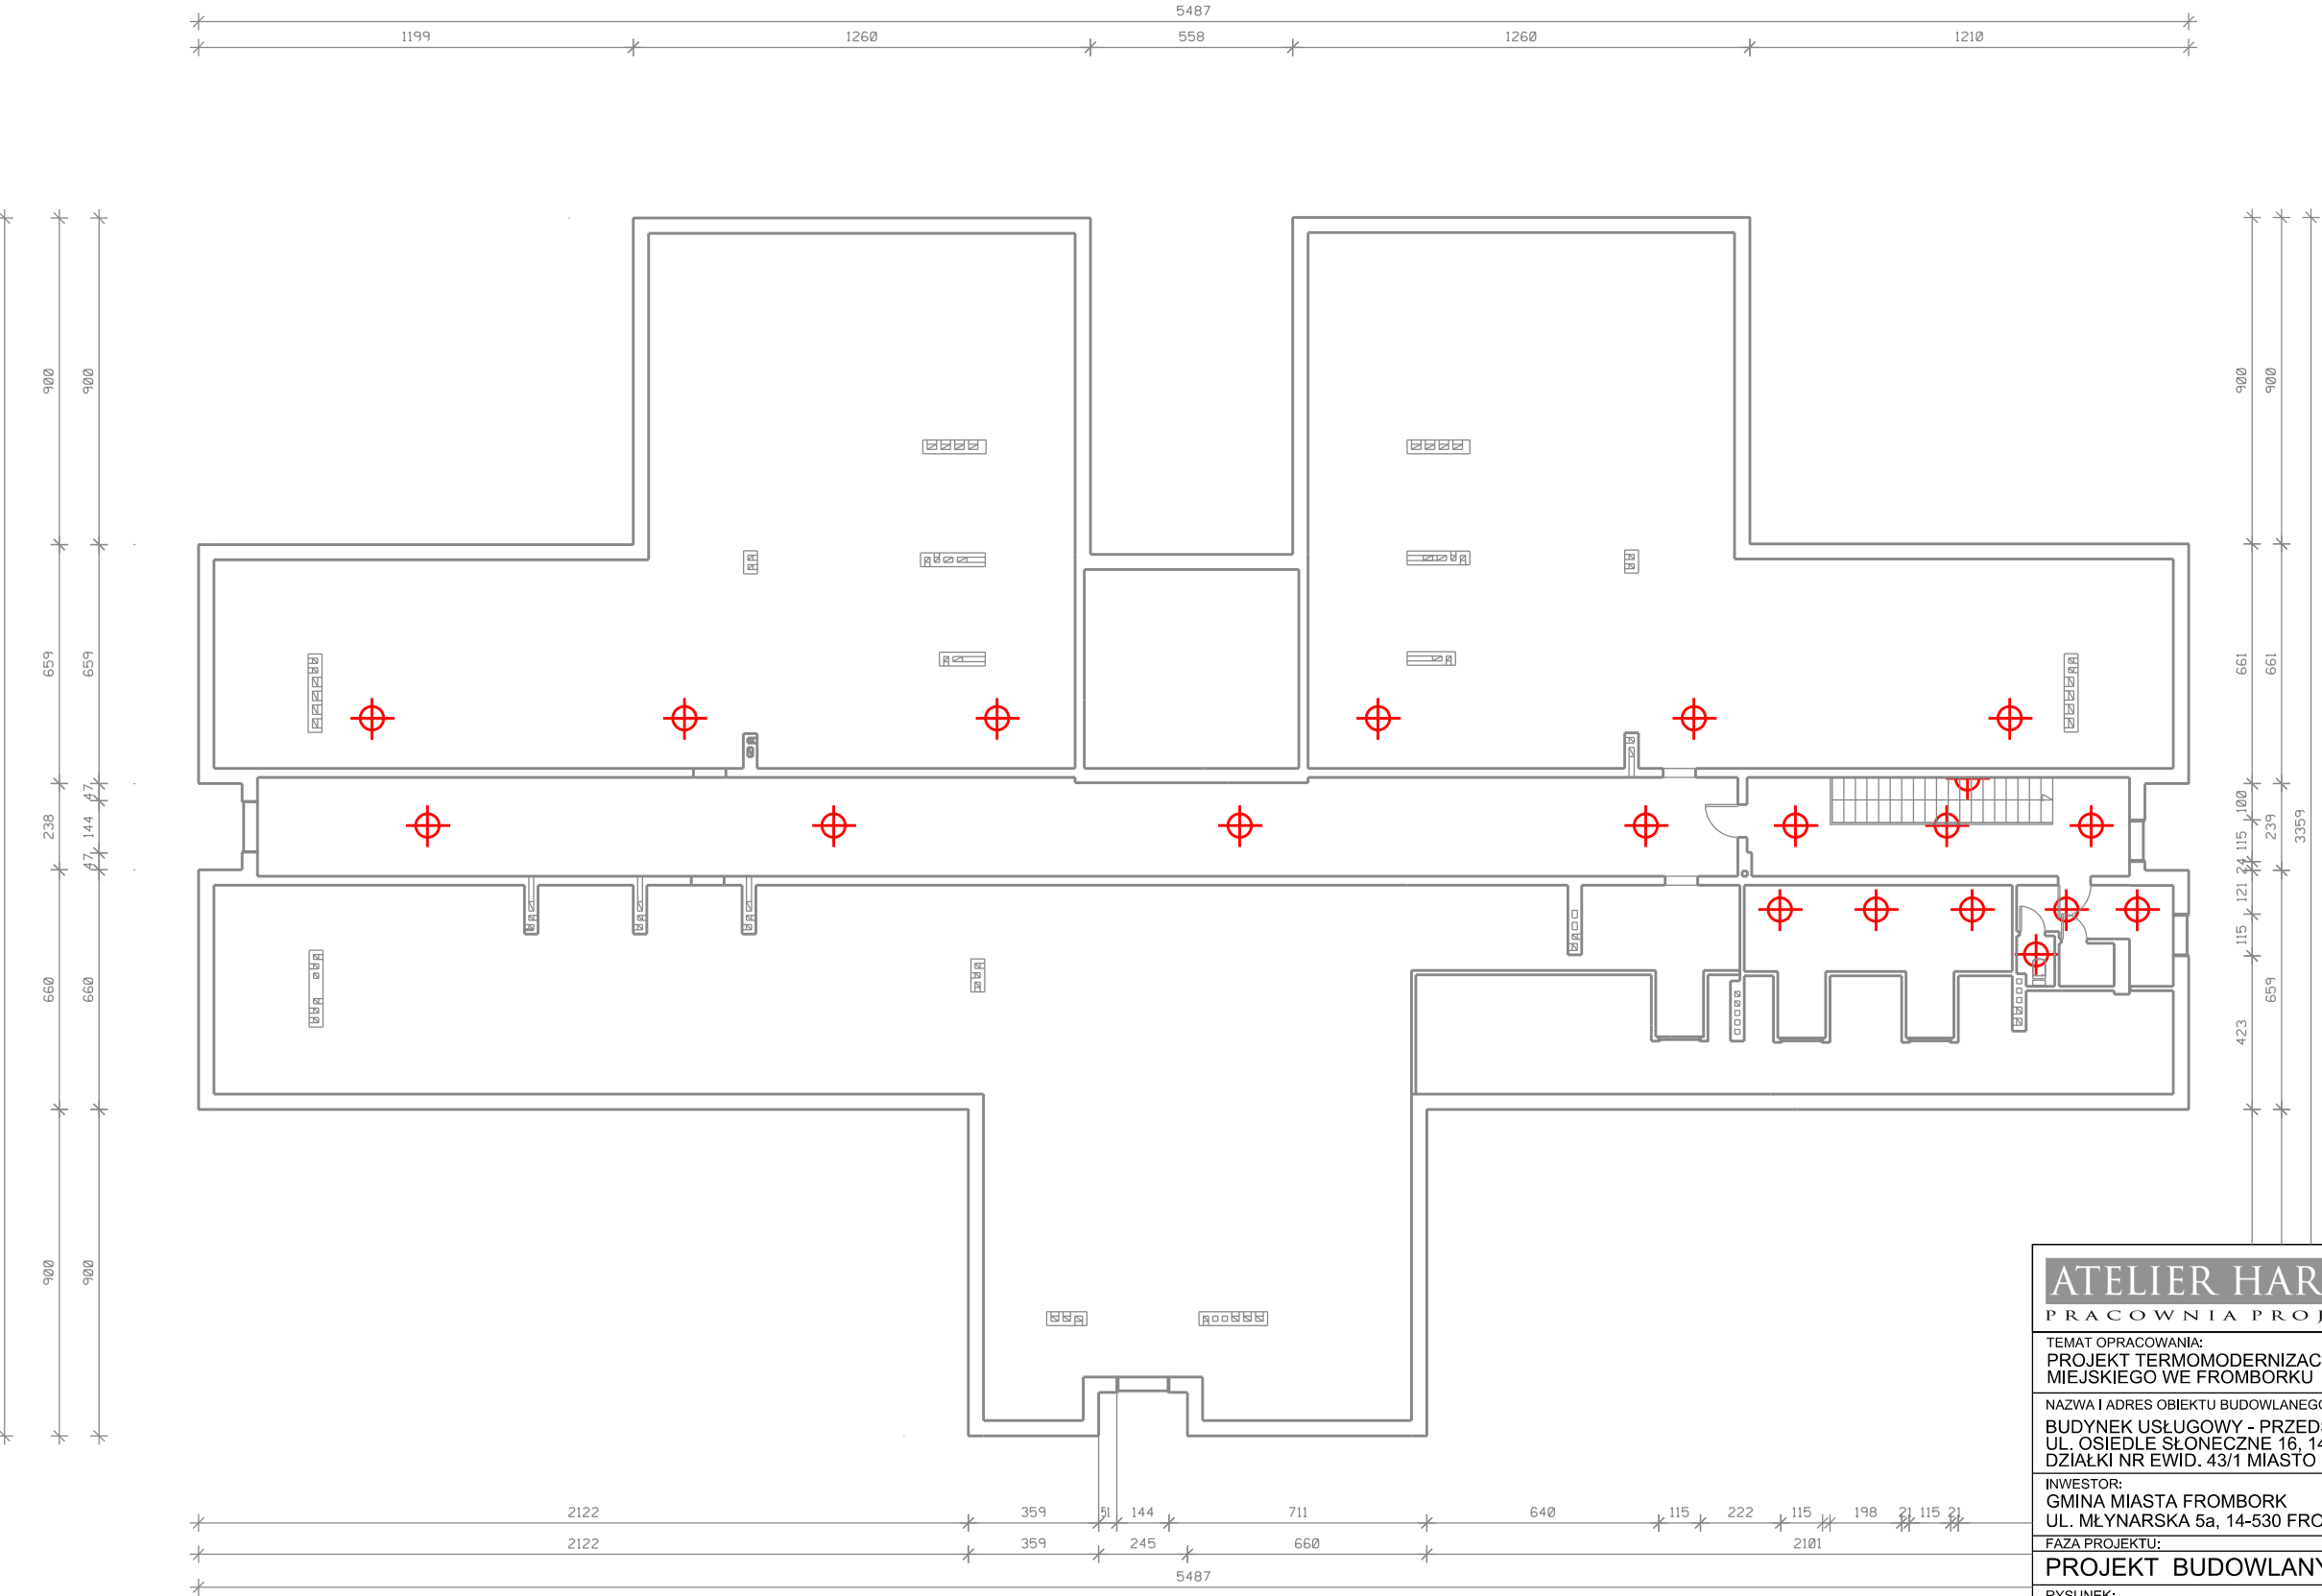 5487
1199 1260 558 1260 1210
900 900 900 900
659 659 661 661
47 100
238 144 115 239 3359
47 24
121
660 660 115 659
423
900 900
ATELIER HAR
PRACOWNIA PROJ
TEMAT OPRACOWANIA:
PROJEKT TERMOMODERNIZAC
MIEJSKIEGO WE FROMBORKU
NAZWA I ADRES OBIEKTU BUDOWLANEGO
BUDYNEK USŁUGOWY - PRZEDS
UL. OSIEDLE SŁONECZNE 16, 14
DZIAŁKI NR EWID. 43/1 MIASTO
INWESTOR:
GMINA MIASTA FROMBORK
UL. MŁYNARSKA 5a, 14-530 FRO
FAZA PROJEKTU:
PROJEKT BUDOWLANY
RYSUNEK:
2122 359 51 144 711 640 115 222 115 198 21 115 21
2122 359 245 660 2101
5487